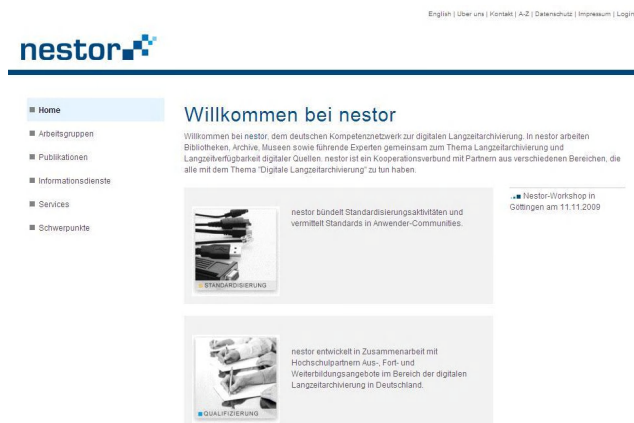 English | Über uns | Kontakt | A-Z | Datenschutz | Impressum | Login
nestor
Home
Arbeitsgruppen
Publikationen
Informationsdienste
Services
Schwerpunkte
Willkommen bei nestor
Willkommen bei nestor, dem deutschen Kompetenznetzwerk zur digitalen Langzeitarchivierung. In nestor arbeiten
Bibliotheken, Archive, Museen sowie führende Experten gemeinsam zum Thema Langzeitarchivierung und
Langzeitverfügbarkeit digitaler Quellen. nestor ist ein Kooperationsverbund mit Partnern aus verschiedenen Bereichen, die
alle mit dem Thema "Digitale Langzeitarchivierung" zu tun haben.
nestor bündelt Standardisierungsaktivitäten und
vermittelt Standards in Anwender-Communities.
STANDARDISIERUNG
Nestor-Workshop in
Göttingen am 11.11.2009
nestor entwickelt in Zusammenarbeit mit
Hochschulpartnern Aus-, Fort- und
Weiterbildungsangebote im Bereich der digitalen
Langzeitarchivierung in Deutschland.
QUALIFIZIERUNG